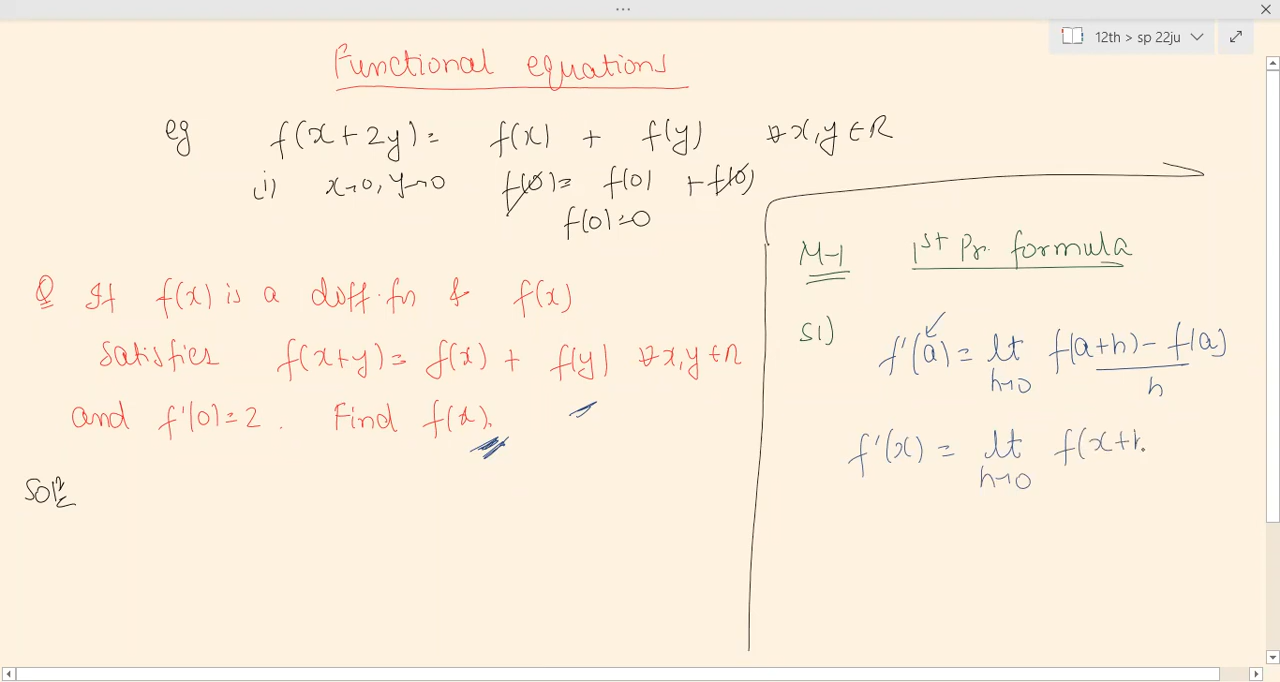 12th > sp 22ju
Functional equations
eg f(x+2y) = f(x) + f(y) ∀ x, y ∈ R
(i) x→0, y→0 f(0) = f(0) + f(0)
f(0)=0
Q If f(x) is a diff. fn & f(x)
satisfies f(x+y) = f(x) + f(y) ∀ x, y ∈ R
and f'(0)=2. Find f(x).
Soln
M-1 1st Pr. formula
S1) f'(a) = lt h→0 f(a+h) - f(a) / h
f'(x) = lt h→0 f(x+h